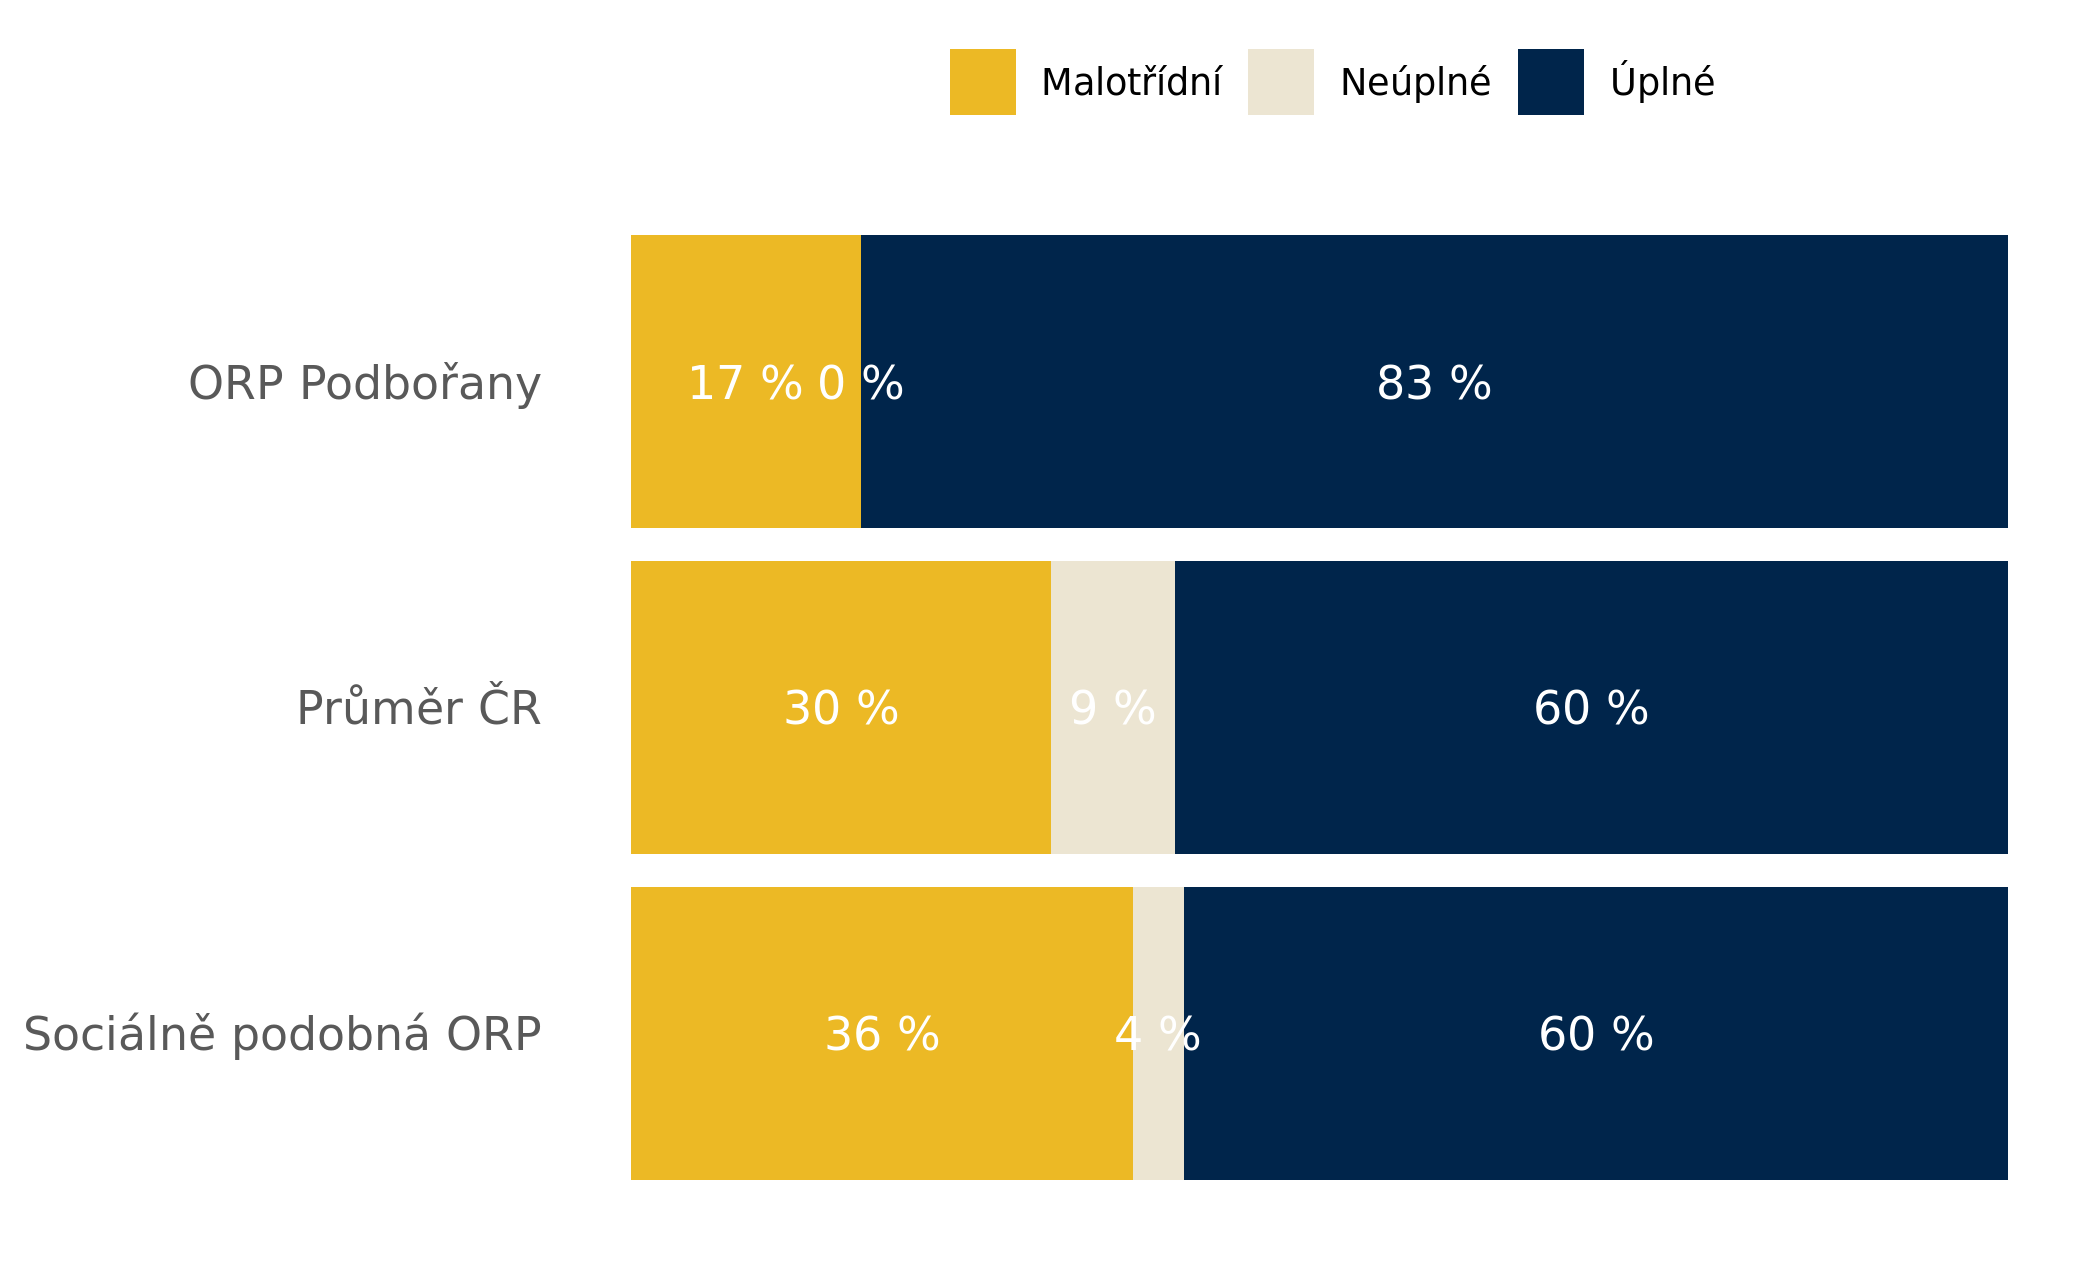 Malotřídní Neúplné Úplné
ORP Podbořany 17 % 0 % 83 %
Průměr ČR 30 % 9 % 60 %
Sociálně podobná ORP 36 % 4 % 60 %